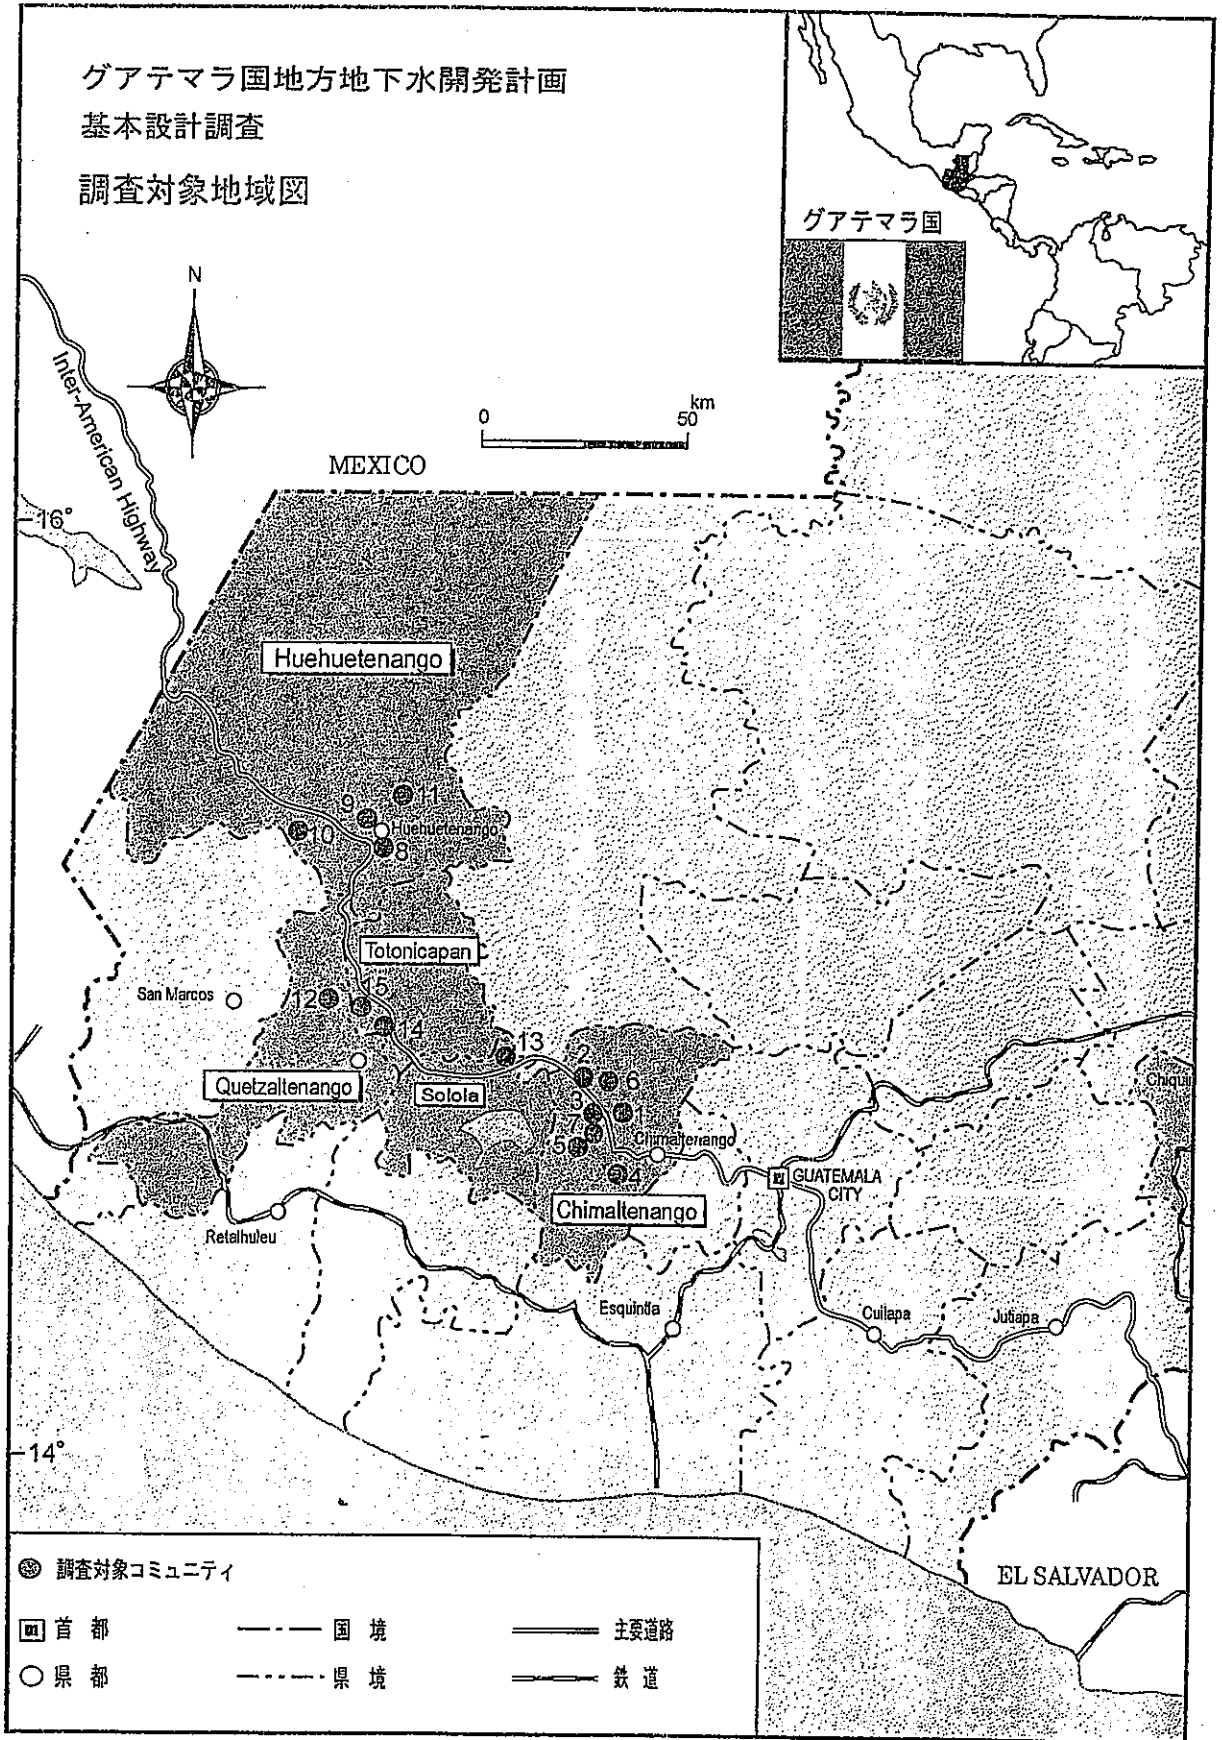 グアテマラ国地方地下水開発計画
基本設計調査
調査対象地域図
グアテマラ国
N
Inter-American Highway
0
50
km
MEXICO
16°
Huehuetenango
11
9
Huehuetenango
10
8
Totonicapan
San Marcos
12
15
14
13
2
6
Quetzaltenango
Solola
3
1
7
5
Chimaltenango
4
GUATEMALA
CITY
Chimaltenango
Retalhuleu
Esquintla
Cuilapa
Jutiapa
14°
EL SALVADOR
調査対象コミュニティ
首 都
国 境
主要道路
県 都
県 境
鉄 道